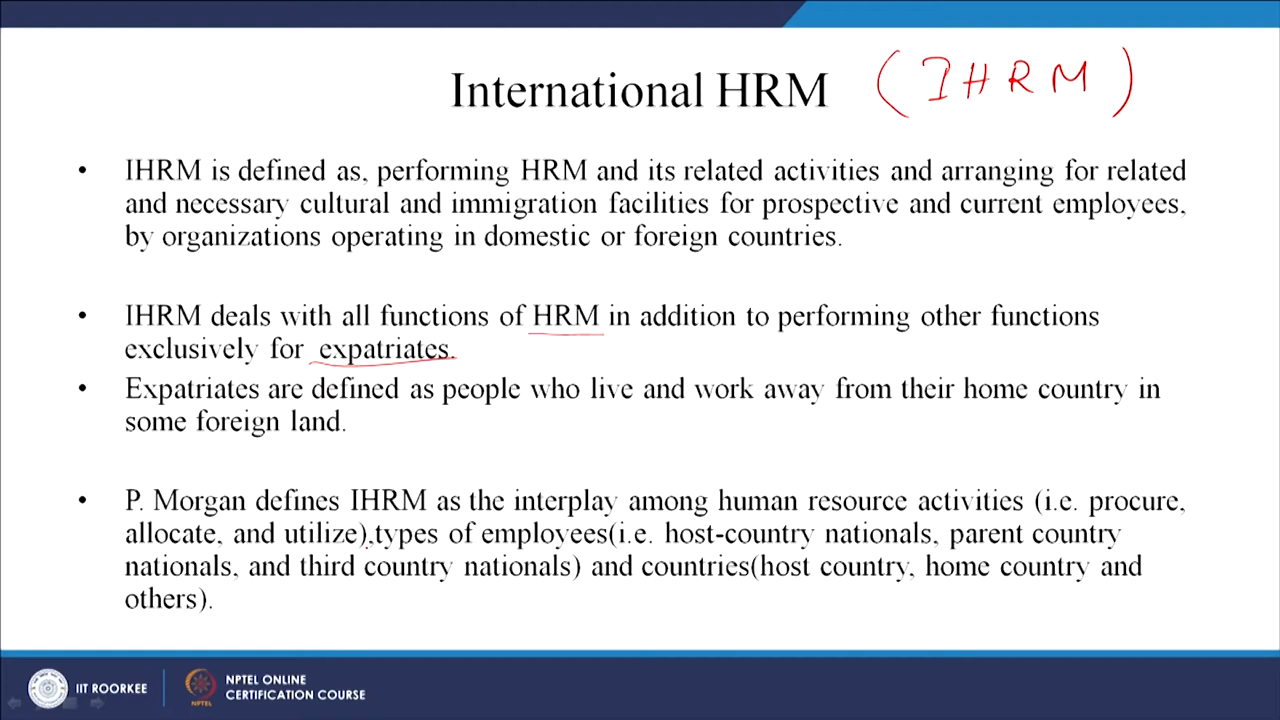 International HRM (IHRM)
• IHRM is defined as, performing HRM and its related activities and arranging for related
and necessary cultural and immigration facilities for prospective and current employees,
by organizations operating in domestic or foreign countries.
• IHRM deals with all functions of HRM in addition to performing other functions
exclusively for expatriates.
• Expatriates are defined as people who live and work away from their home country in
some foreign land.
• P. Morgan defines IHRM as the interplay among human resource activities (i.e. procure,
allocate, and utilize),types of employees(i.e. host-country nationals, parent country
nationals, and third country nationals) and countries(host country, home country and
others).
IIT ROORKEE
NPTEL
NPTEL ONLINE
CERTIFICATION COURSE